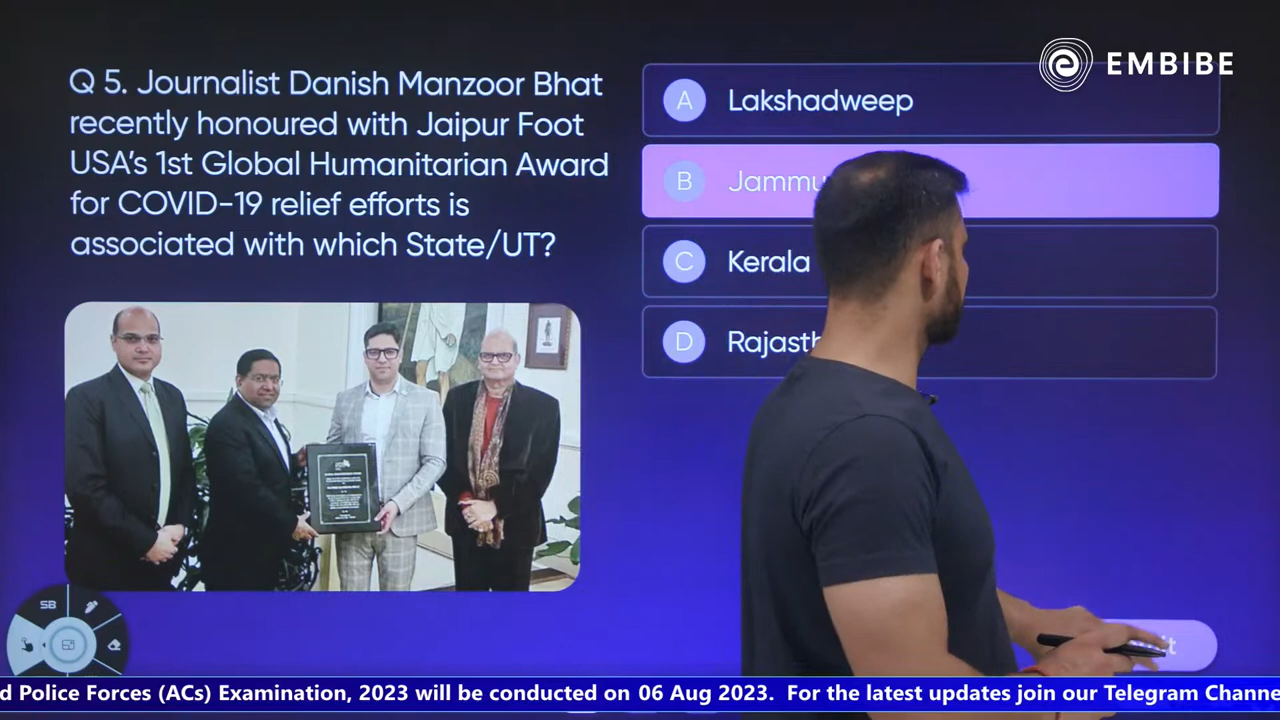 EMBIBE
Q 5. Journalist Danish Manzoor Bhat
recently honoured with Jaipur Foot
USA's 1st Global Humanitarian Award
for COVID-19 relief efforts is
associated with which State/UT?
A Lakshadweep
B Jammu
C Kerala
D
SB
d Police Forces (ACs) Examination, 2023 will be conducted on 06 Aug 2023. For the latest updates join our Telegram Channe